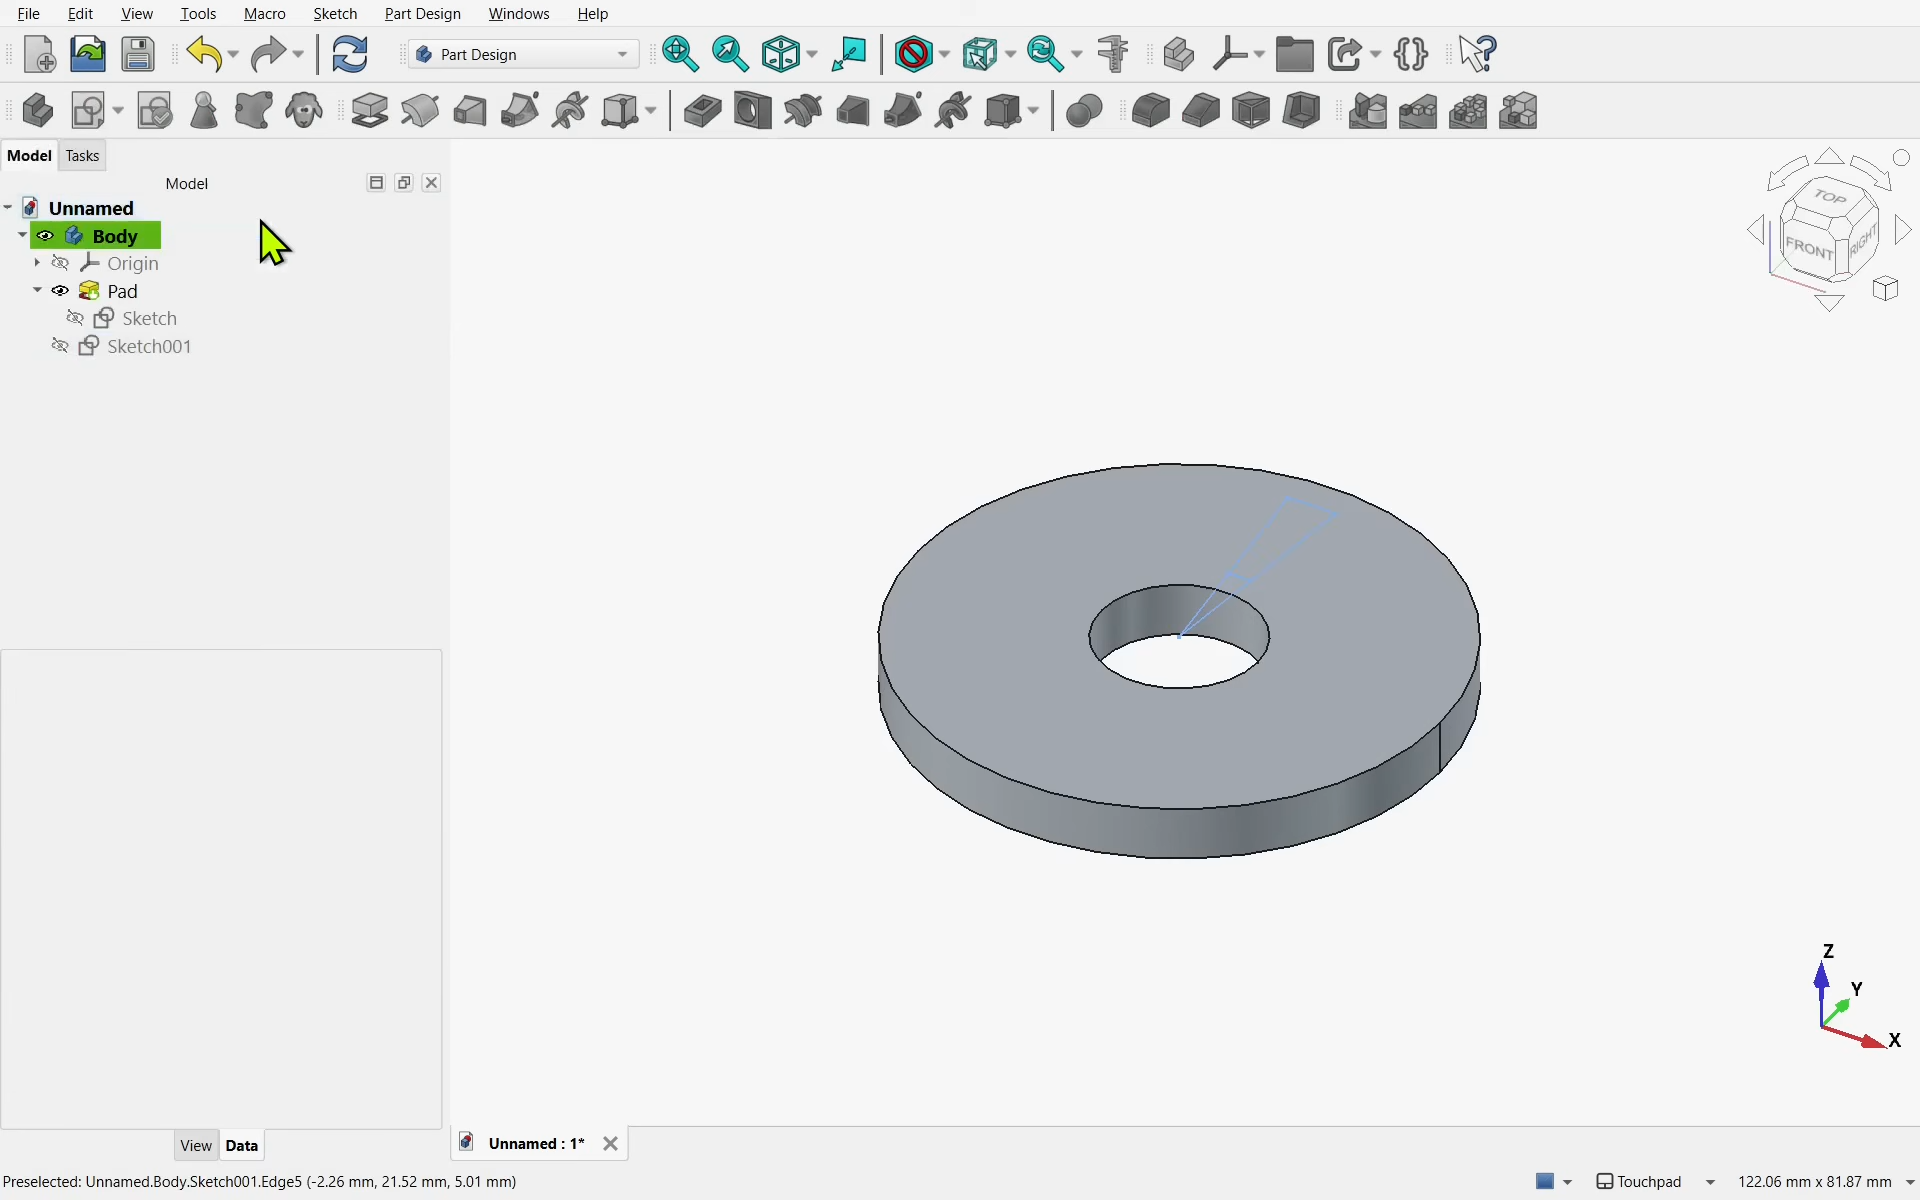 File Edit View Tools Macro Sketch Part Design Windows Help
Part Design
Model Tasks
Model
Unnamed
Body
Origin
Pad
Sketch
Sketch001
TOP
FRONT
RIGHT
Z
Y
X
View Data
Unnamed : 1*
Preselected: Unnamed.Body.Sketch001.Edge5 (-2.26 mm, 21.52 mm, 5.01 mm)
Touchpad
122.06 mm x 81.87 mm